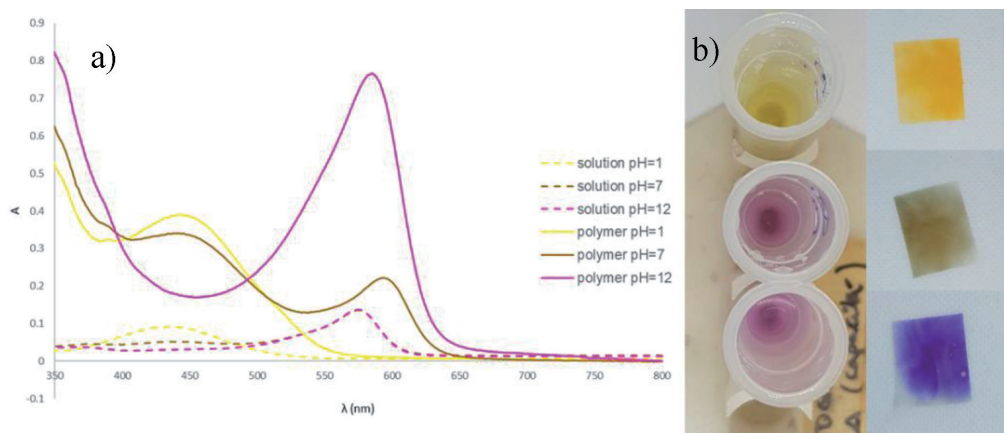 a)
0.9
0.8
0.7
0.6
0.5
0.4
0.3
0.2
0.1
0
-0.1
A
350
400
450
500
550
600
650
700
750
800
λ (nm)
solution pH=1
solution pH=7
solution pH=12
polymer pH=1
polymer pH=7
polymer pH=12
b)